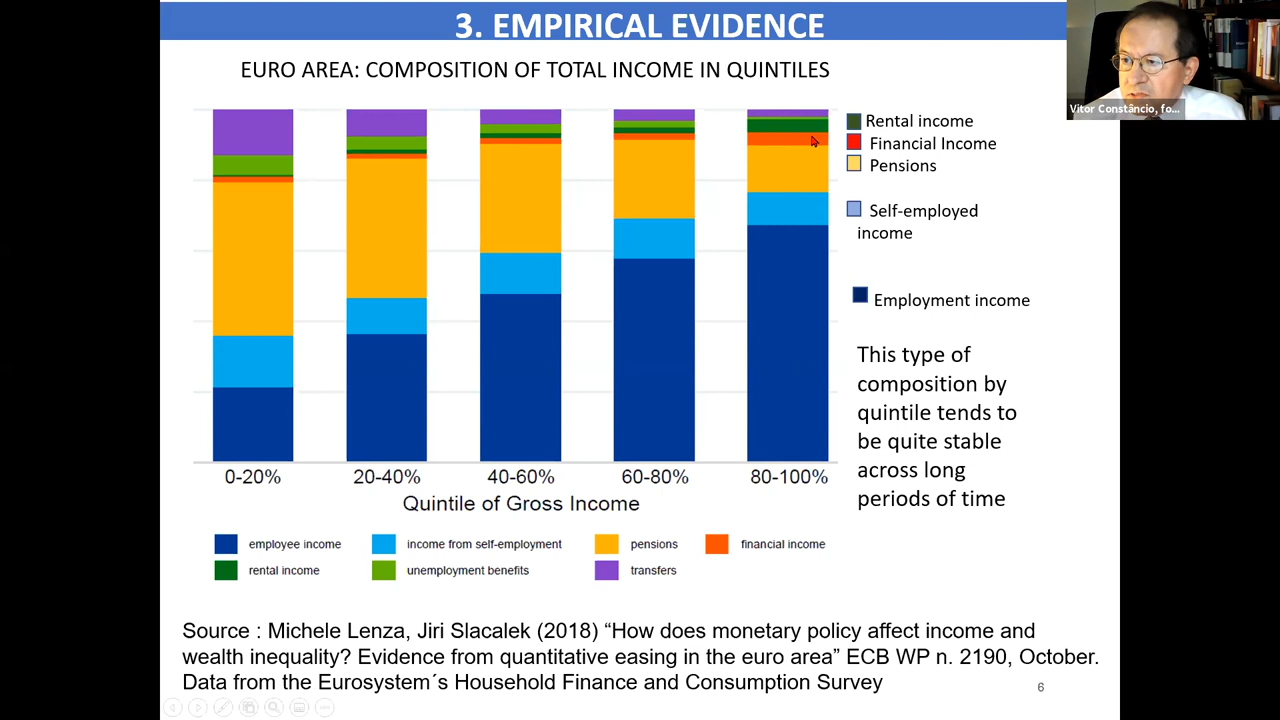 3. EMPIRICAL EVIDENCE
EURO AREA: COMPOSITION OF TOTAL INCOME IN QUINTILES
Vitor Constâncio, fo...
Rental income
Financial Income
Pensions
Self-employed
income
Employment income
This type of
composition by
quintile tends to
be quite stable
across long
periods of time
0-20% 20-40% 40-60% 60-80% 80-100%
Quintile of Gross Income
employee income income from self-employment pensions financial income
rental income unemployment benefits transfers
Source : Michele Lenza, Jiri Slacalek (2018) “How does monetary policy affect income and
wealth inequality? Evidence from quantitative easing in the euro area” ECB WP n. 2190, October.
Data from the Eurosystem´s Household Finance and Consumption Survey
6